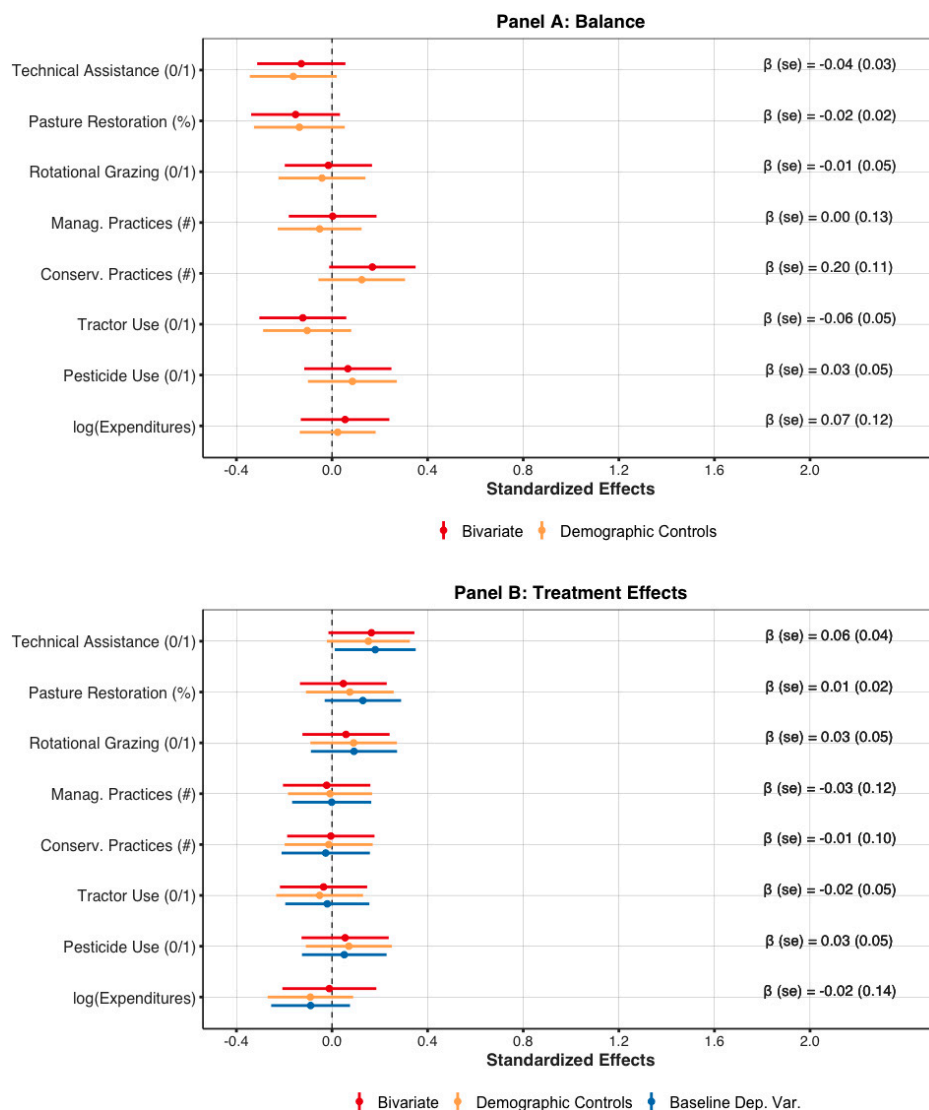 Panel A: Balance
Technical Assistance (0/1) β (se) = -0.04 (0.03)
Pasture Restoration (%) β (se) = -0.02 (0.02)
Rotational Grazing (0/1) β (se) = -0.01 (0.05)
Manag. Practices (#) β (se) = 0.00 (0.13)
Conserv. Practices (#) β (se) = 0.20 (0.11)
Tractor Use (0/1) β (se) = -0.06 (0.05)
Pesticide Use (0/1) β (se) = 0.03 (0.05)
log(Expenditures) β (se) = 0.07 (0.12)
-0.4 0.0 0.4 0.8 1.2 1.6 2.0
Standardized Effects
Bivariate Demographic Controls
Panel B: Treatment Effects
Technical Assistance (0/1) β (se) = 0.06 (0.04)
Pasture Restoration (%) β (se) = 0.01 (0.02)
Rotational Grazing (0/1) β (se) = 0.03 (0.05)
Manag. Practices (#) β (se) = -0.03 (0.12)
Conserv. Practices (#) β (se) = -0.01 (0.10)
Tractor Use (0/1) β (se) = -0.02 (0.05)
Pesticide Use (0/1) β (se) = 0.03 (0.05)
log(Expenditures) β (se) = -0.02 (0.14)
-0.4 0.0 0.4 0.8 1.2 1.6 2.0
Standardized Effects
Bivariate Demographic Controls Baseline Dep. Var.